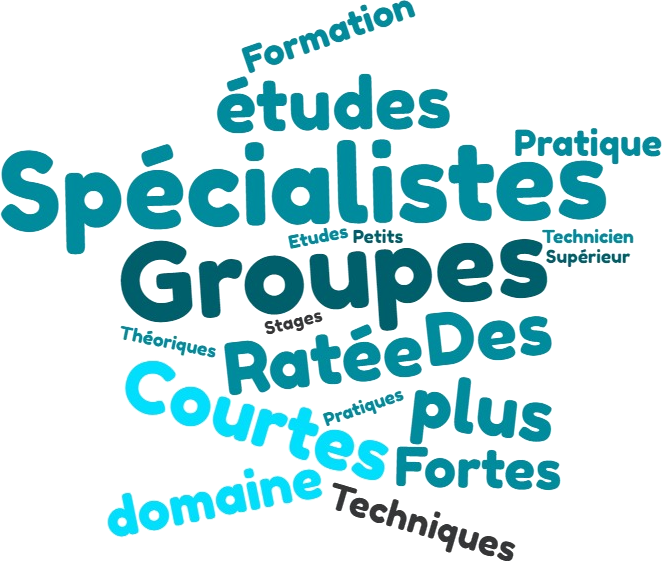 Formation
études
Pratique
Spécialistes
Etudes Petits
Technicien
Supérieur
Groupes
Stages
Théoriques
RatéeDes
Courtes
Pratiques
plus
Fortes
domaine
Techniques